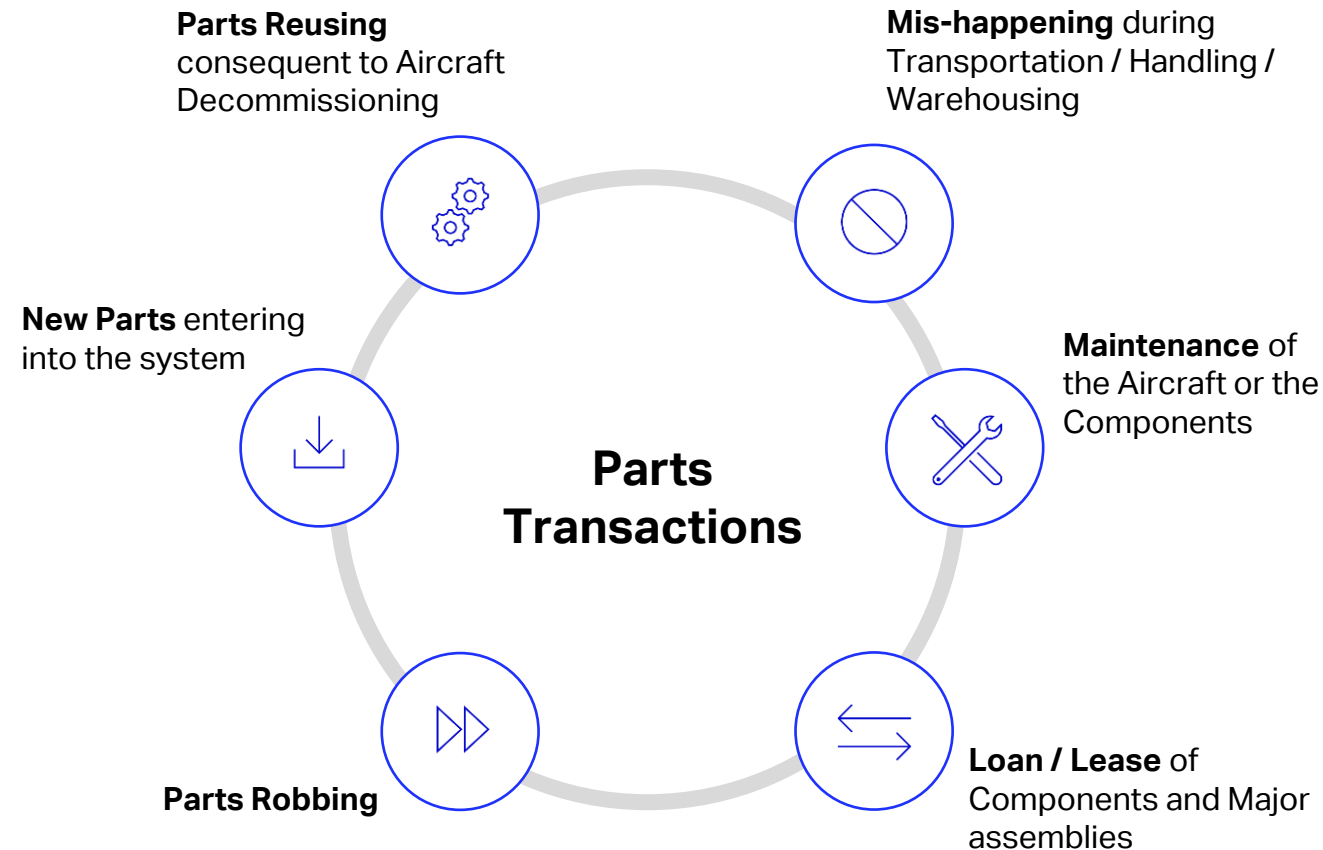 Parts Reusing
consequent to Aircraft
Decommissioning
Mis-happening during
Transportation / Handling /
Warehousing
New Parts entering
into the system
Maintenance of
the Aircraft or the
Components
Parts
Transactions
Parts Robbing
Loan / Lease of
Components and Major
assemblies